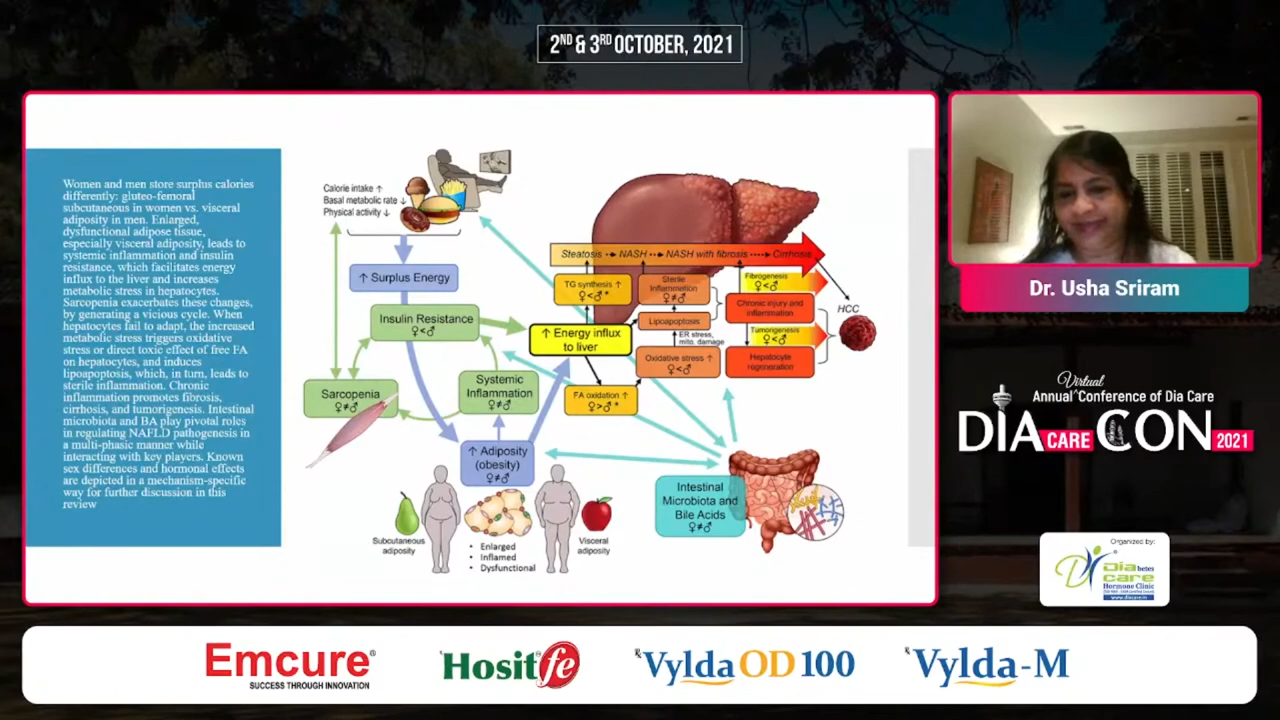 2ND & 3RD OCTOBER, 2021
Women and men store surplus calories
differently: gluteo-femoral
subcutaneous in women vs. visceral
adiposity in men. Enlarged,
dysfunctional adipose tissue,
especially visceral adiposity, leads to
systemic inflammation and insulin
resistance, which facilitates energy
influx to the liver and increases
metabolic stress in hepatocytes.
Sarcopenia exacerbates these changes,
by generating a vicious cycle. When
hepatocytes fail to adapt, the increased
metabolic stress triggers oxidative
stress or direct toxic effect of free FA
on hepatocytes, and induces
lipoapoptosis, which, in turn, leads to
sterile inflammation. Chronic
inflammation promotes fibrosis,
cirrhosis, and tumorigenesis. Intestinal
microbiota and BA play pivotal roles
in regulating NAFLD pathogenesis in
a multi-phasic manner while
interacting with key players. Known
sex differences and hormonal effects
are depicted in a mechanism-specific
way for further discussion in this
review
Calorie intake ↑
Basal metabolic rate ↓
Physical activity ↓
↑ Surplus Energy
Insulin Resistance
♀<♂
Sarcopenia
♀≠♂
Systemic
Inflammation
♀≠♂
↑ Adiposity
(obesity)
♀≠♂
Subcutaneous
adiposity
• Enlarged
• Inflamed
• Dysfunctional
Visceral
adiposity
Steatosis NASH NASH with fibrosis Cirrhosis
TG synthesis ↑
♀<♂*
Sterile
Inflammation
♀≠♂
Fibrogenesis
♀<♂
Lipoapoptosis
Chronic injury and
inflammation
↑ Energy influx
to liver
ER stress,
mito. damage
Tumorigenesis
♀<♂
Oxidative stress ↑
♀<♂
Hepatocyte
regeneration
HCC
FA oxidation ↑
♀>♂*
Intestinal
Microbiota and
Bile Acids
♀≠♂
Dr. Usha Sriram
Virtual
Annual ^ Conference of Dia Care
DIA CARE CON 2021
Organized by:
Diabetes
care
Hormone Clinic
Emcure®
SUCCESS THROUGH INNOVATION
Hosit fe
Rx Vylda OD 100
Rx Vylda-M